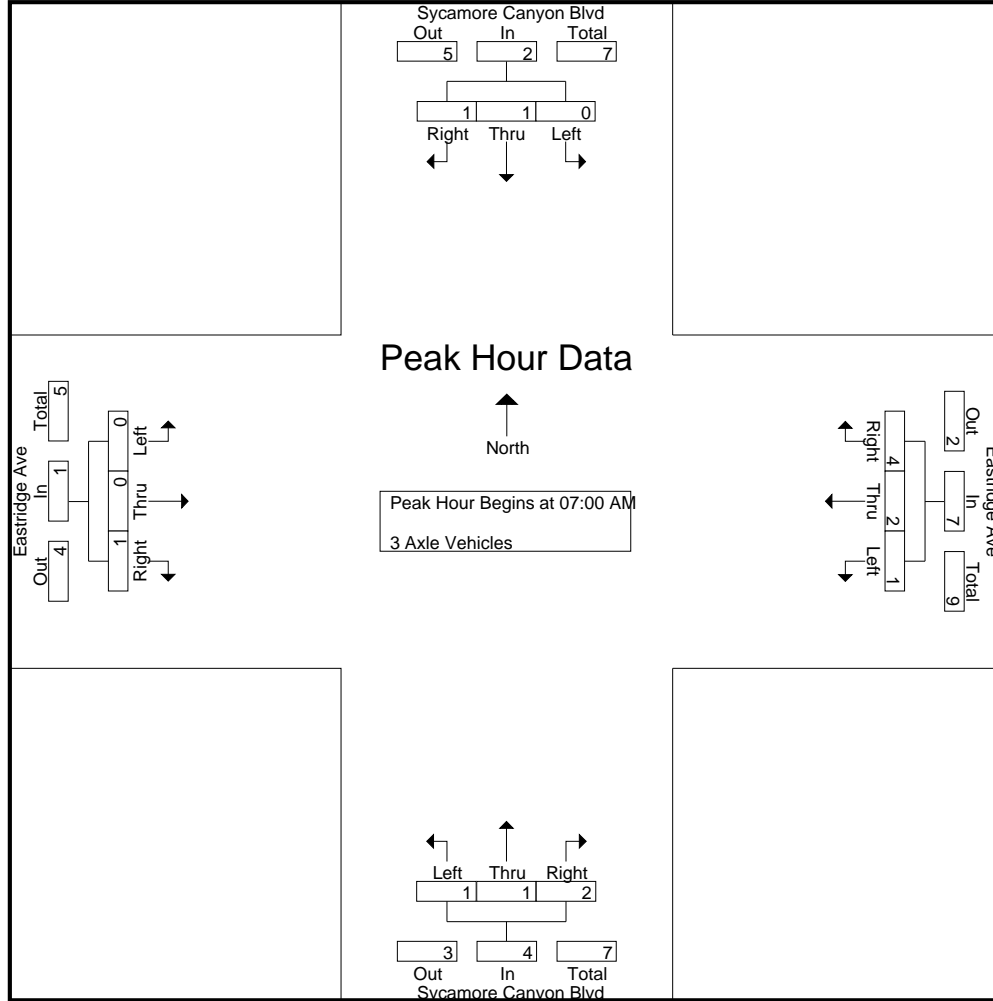 Sycamore Canyon Blvd
Out In Total
5 2 7
1 1 0
Right Thru Left
Peak Hour Data
North
Peak Hour Begins at 07:00 AM
3 Axle Vehicles
Eastridge Ave
Total In Out
5 1 4
0 0 1
Left Thru Right
Right Thru Left
4 2 1
Out In Total
2 7 9
Eastridge Ave
Left Thru Right
1 1 2
3 4 7
Out In Total
Sycamore Canyon Blvd